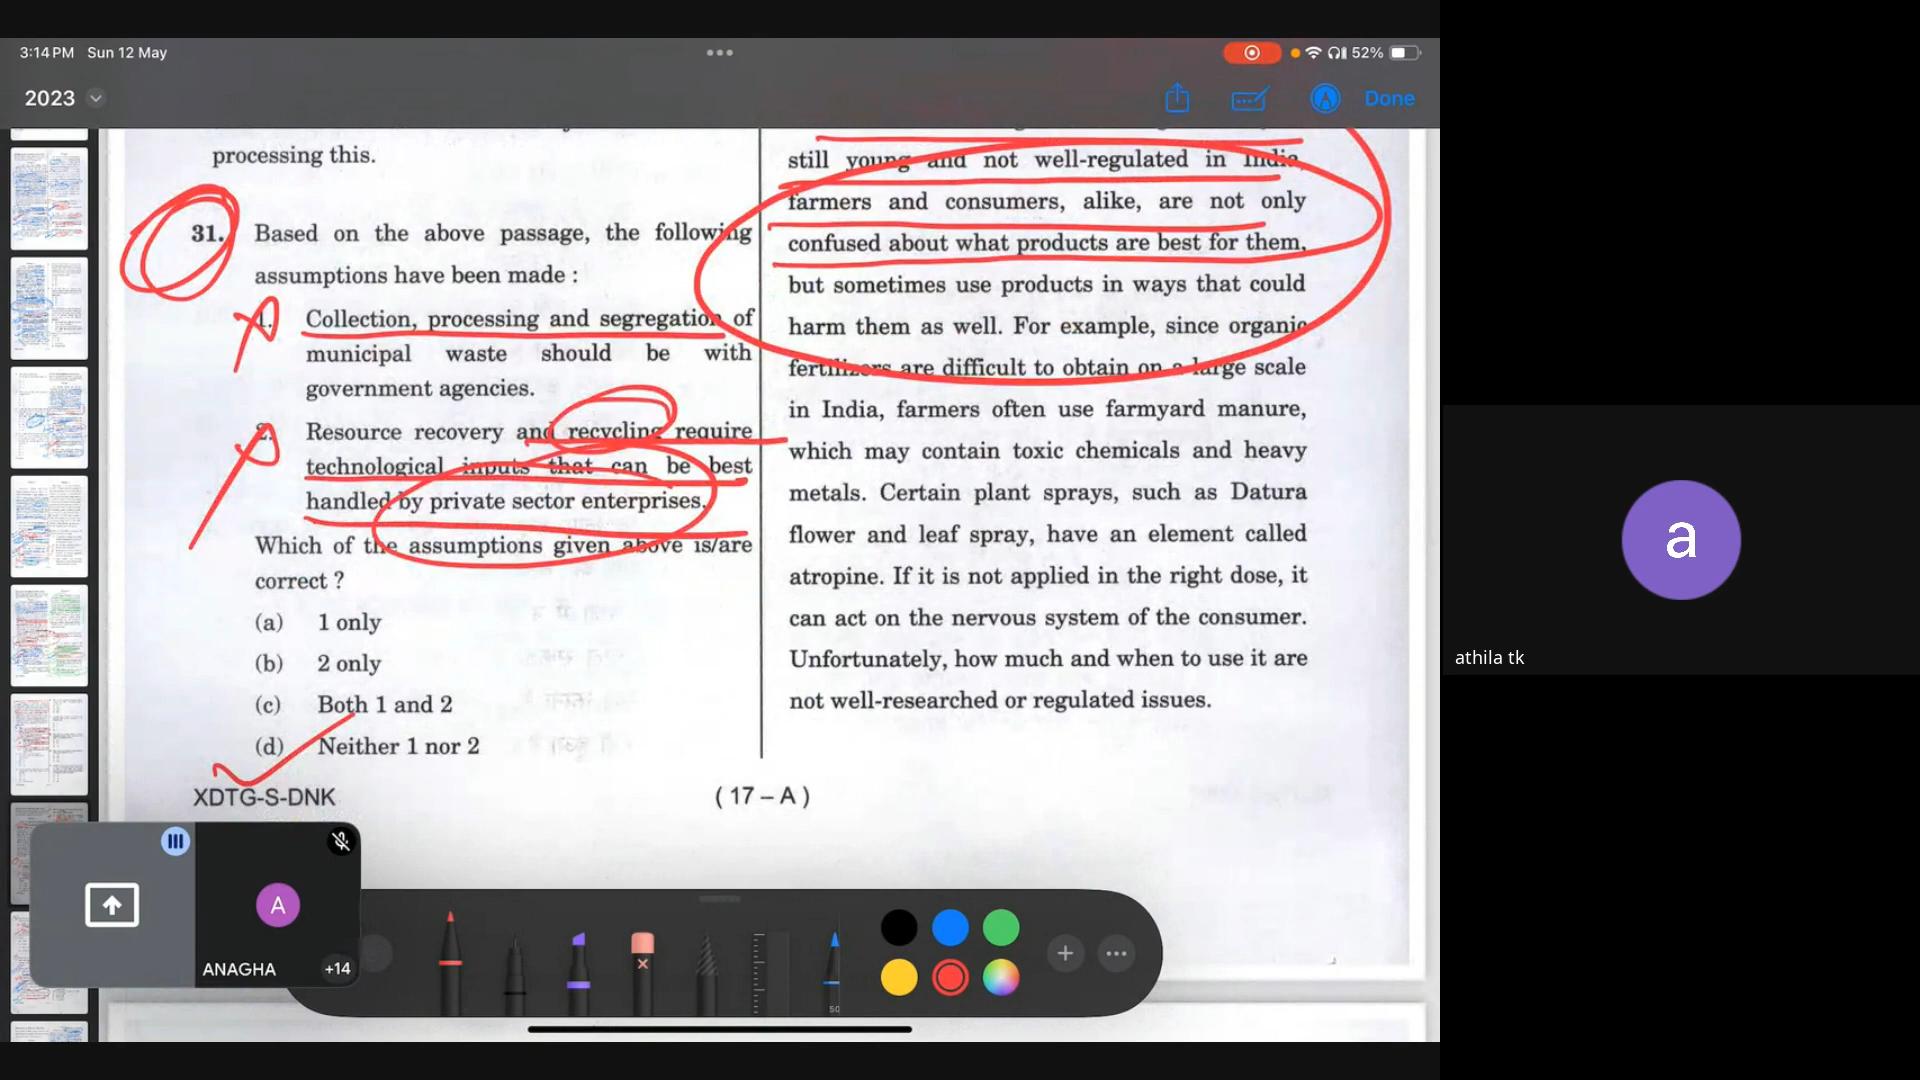 3:14 PM Sun 12 May
52%
2023
Done
processing this.
31. Based on the above passage, the following
assumptions have been made :
1. Collection, processing and segregation of
municipal waste should be with
government agencies.
2. Resource recovery and recycling require
technological inputs that can be best
handled by private sector enterprises.
Which of the assumptions given above is/are
correct ?
(a) 1 only
(b) 2 only
(c) Both 1 and 2
(d) Neither 1 nor 2
XDTG-S-DNK
( 17 – A )
still young and not well-regulated in India,
farmers and consumers, alike, are not only
confused about what products are best for them,
but sometimes use products in ways that could
harm them as well. For example, since organic
fertilizers are difficult to obtain on a large scale
in India, farmers often use farmyard manure,
which may contain toxic chemicals and heavy
metals. Certain plant sprays, such as Datura
flower and leaf spray, have an element called
atropine. If it is not applied in the right dose, it
can act on the nervous system of the consumer.
Unfortunately, how much and when to use it are
not well-researched or regulated issues.
A
ANAGHA
+14
50
a
athila tk